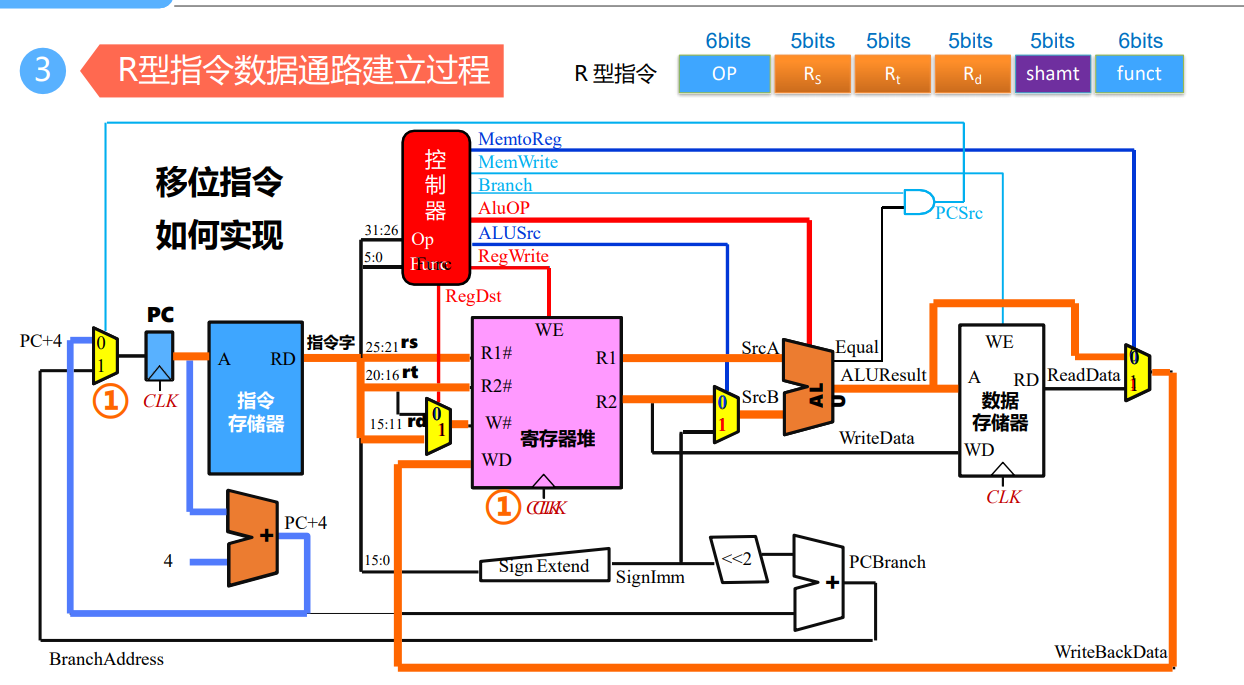 3
R型指令数据通路建立过程
R 型指令
6bits 5bits 5bits 5bits 5bits 6bits
OP Rs Rt Rd shamt funct
移位指令
如何实现
控制器
Op
Func
31:26
5:0
MemtoReg
MemWrite
Branch
AluOP
ALUSrc
RegWrite
RegDst
PCSrc
PC+4
0
1
①
PC
CLK
A RD
指令
存储器
指令字
25:21 rs
20:16 rt
15:11 rd
0
1
WE
R1# R1
R2# R2
W#
WD
寄存器堆
① CLK
SrcA
SrcB
0
1
ALU
Equal
ALUResult
WriteData
WE
A RD
数据
存储器
WD
CLK
ReadData
0
1
4
+
PC+4
15:0
Sign Extend
SignImm
<<2
+
PCBranch
BranchAddress
WriteBackData